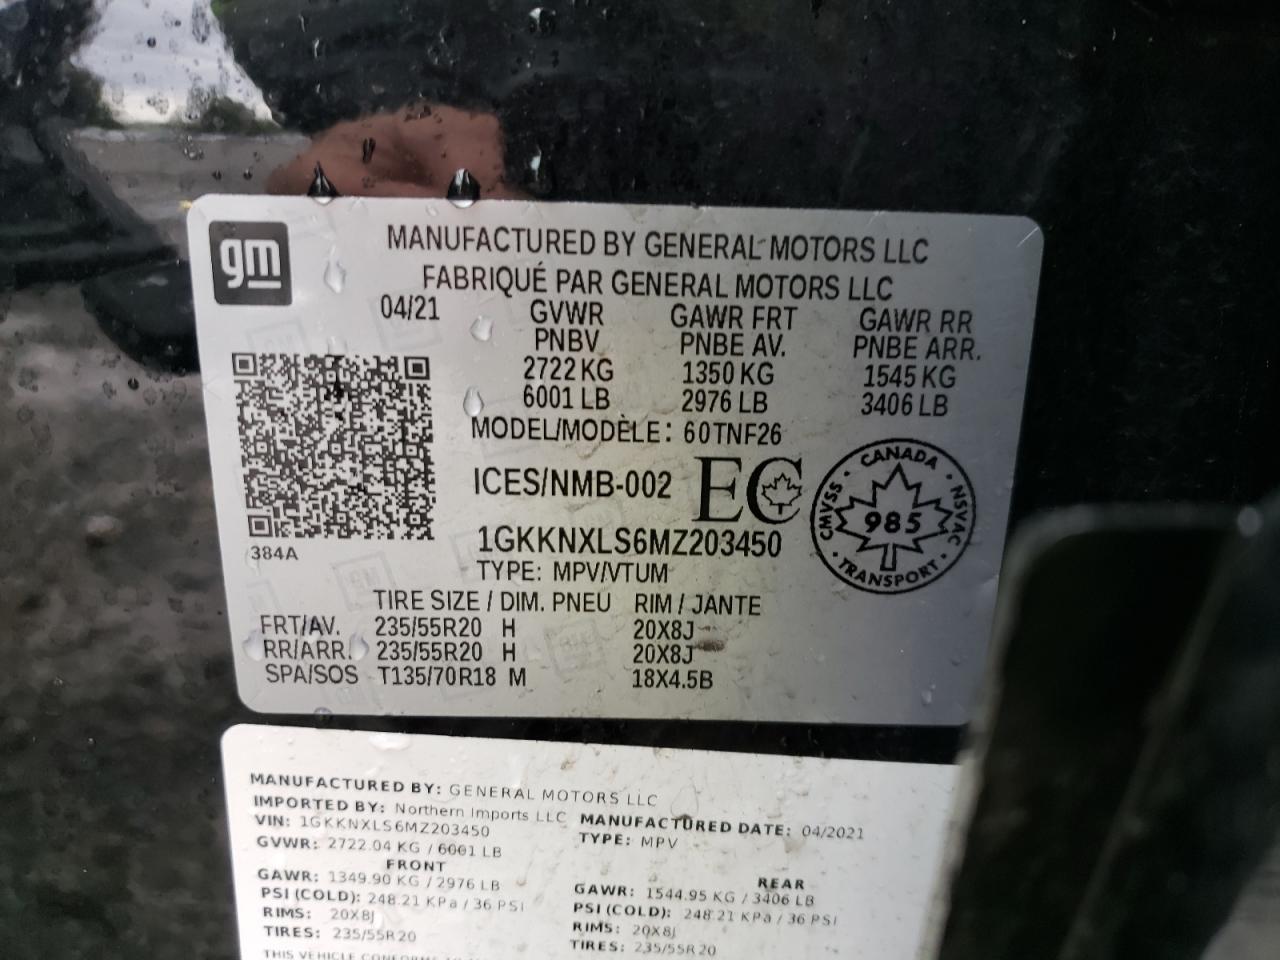 gm
MANUFACTURED BY GENERAL MOTORS LLC
FABRIQUÉ PAR GENERAL MOTORS LLC
04/21 GVWR GAWR FRT GAWR RR
PNBV PNBE AV. PNBE ARR.
2722 KG 1350 KG 1545 KG
6001 LB 2976 LB 3406 LB
MODEL/MODÈLE: 60TNF26
ICES/NMB-002 EC
CANADA
CMVSS 985 NSVAC
TRANSPORT
384A
1GKKNXLS6MZ203450
TYPE: MPV/VTUM
TIRE SIZE / DIM. PNEU RIM / JANTE
FRT/AV. 235/55R20 H 20X8J
RR/ARR. 235/55R20 H 20X8J
SPA/SOS T135/70R18 M 18X4.5B
MANUFACTURED BY: GENERAL MOTORS LLC
IMPORTED BY: Northern Imports LLC MANUFACTURED DATE: 04/2021
VIN: 1GKKNXLS6MZ203450 TYPE: MPV
GVWR: 2722.04 KG / 6001 LB
FRONT REAR
GAWR: 1349.90 KG / 2976 LB GAWR: 1544.95 KG / 3406 LB
PSI (COLD): 248.21 KPa / 36 PSI PSI (COLD): 248.21 KPa / 36 PSI
RIMS: 20X8J RIMS: 20X8J
TIRES: 235/55R20 TIRES: 235/55R20
THIS VEHICLE